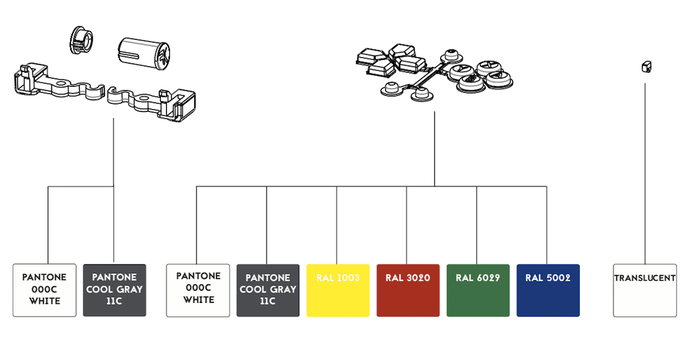 PANTONE
000C
WHITE
PANTONE
COOL GRAY
11C
PANTONE
000C
WHITE
PANTONE
COOL GRAY
11C
RAL 1003
RAL 3020
RAL 6029
RAL 5002
TRANSLUCENT